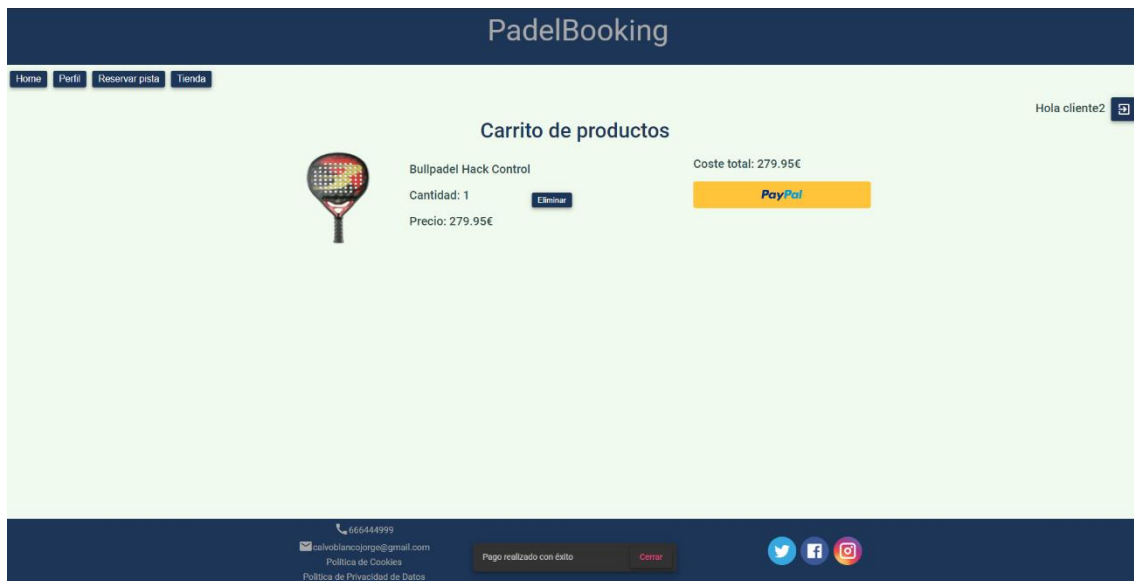 PadelBooking
Home Perfil Reservar pista Tienda
Hola cliente2
Carrito de productos
Bullpadel Hack Control
Cantidad: 1
Eliminar
Precio: 279.95€
Coste total: 279.95€
PayPal
666444999
calvoblancojorge@gmail.com
Política de Cookies
Política de Privacidad de Datos
Pago realizado con éxito Cerrar